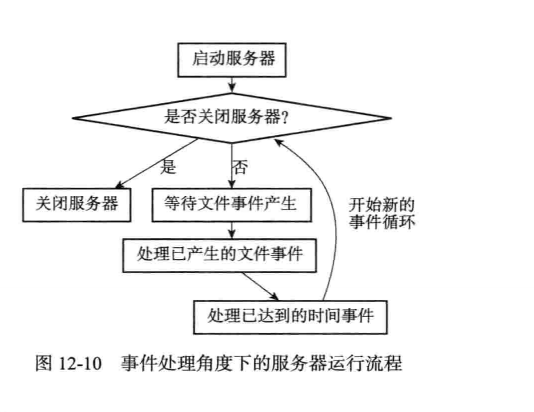 启动服务器
是否关闭服务器?
是
否
关闭服务器
等待文件事件产生
开始新的
事件循环
处理已产生的文件事件
处理已达到的时间事件
图 12-10 事件处理角度下的服务器运行流程